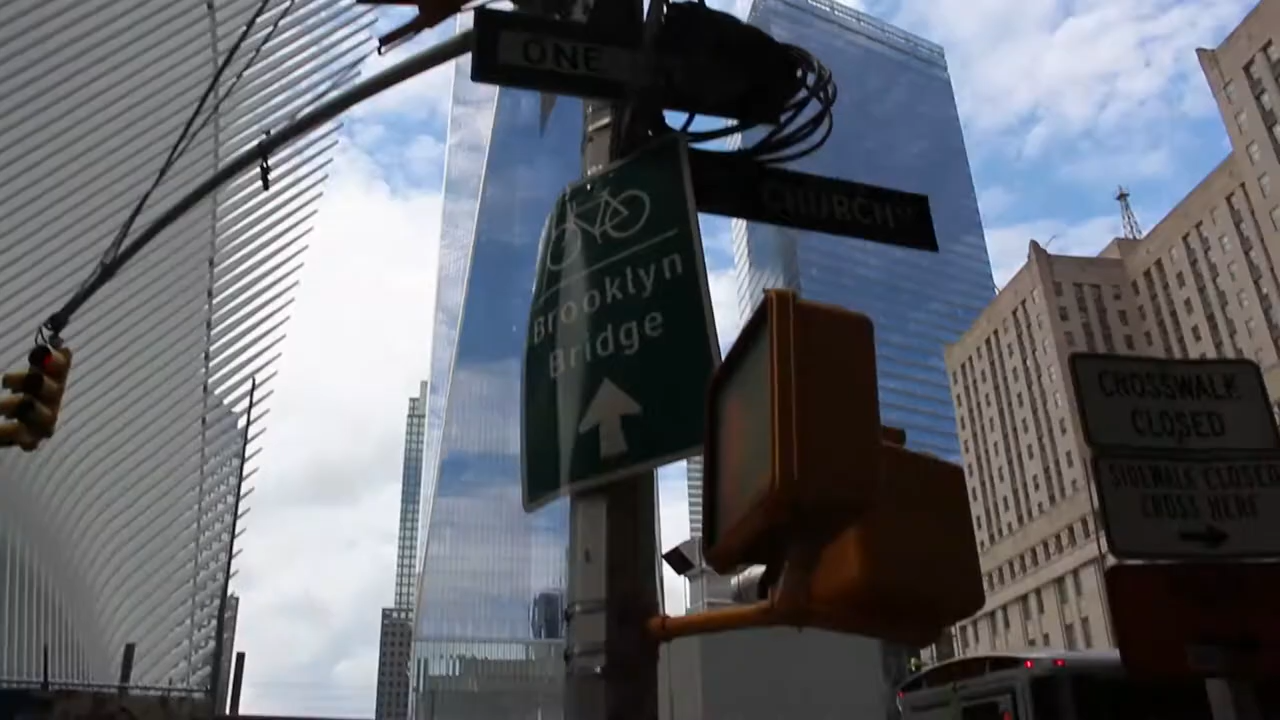 ONE
CHURCH
Brooklyn
Bridge
CROSSWALK
CLOSED
SIDEWALK CLOSED
CROSS HERE